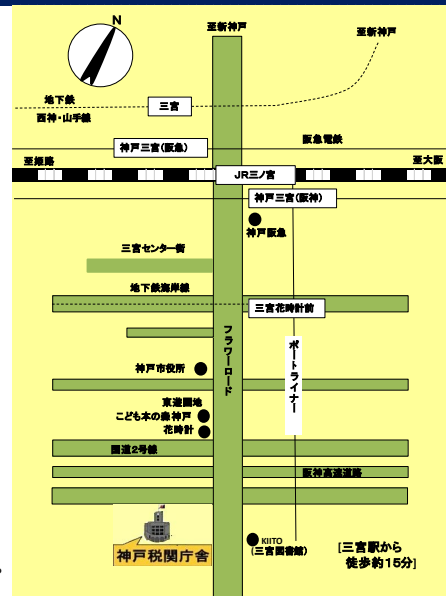 N
至新神戸
至新神戸
地下鉄
三宮
西神・山手線
阪急電鉄
神戸三宮(阪急)
至姫路
至大阪
JR三ノ宮
神戸三宮(阪神)
神戸阪急
三宮センター街
地下鉄海岸線
三宮花時計前
フラワーロード
ポートライナー
神戸市役所
東遊園地
こども本の森神戸
花時計
国道2号線
阪神高速道路
神戸税関庁舎
KIITO
(三宮図書館)
[三宮駅から
徒歩約15分]